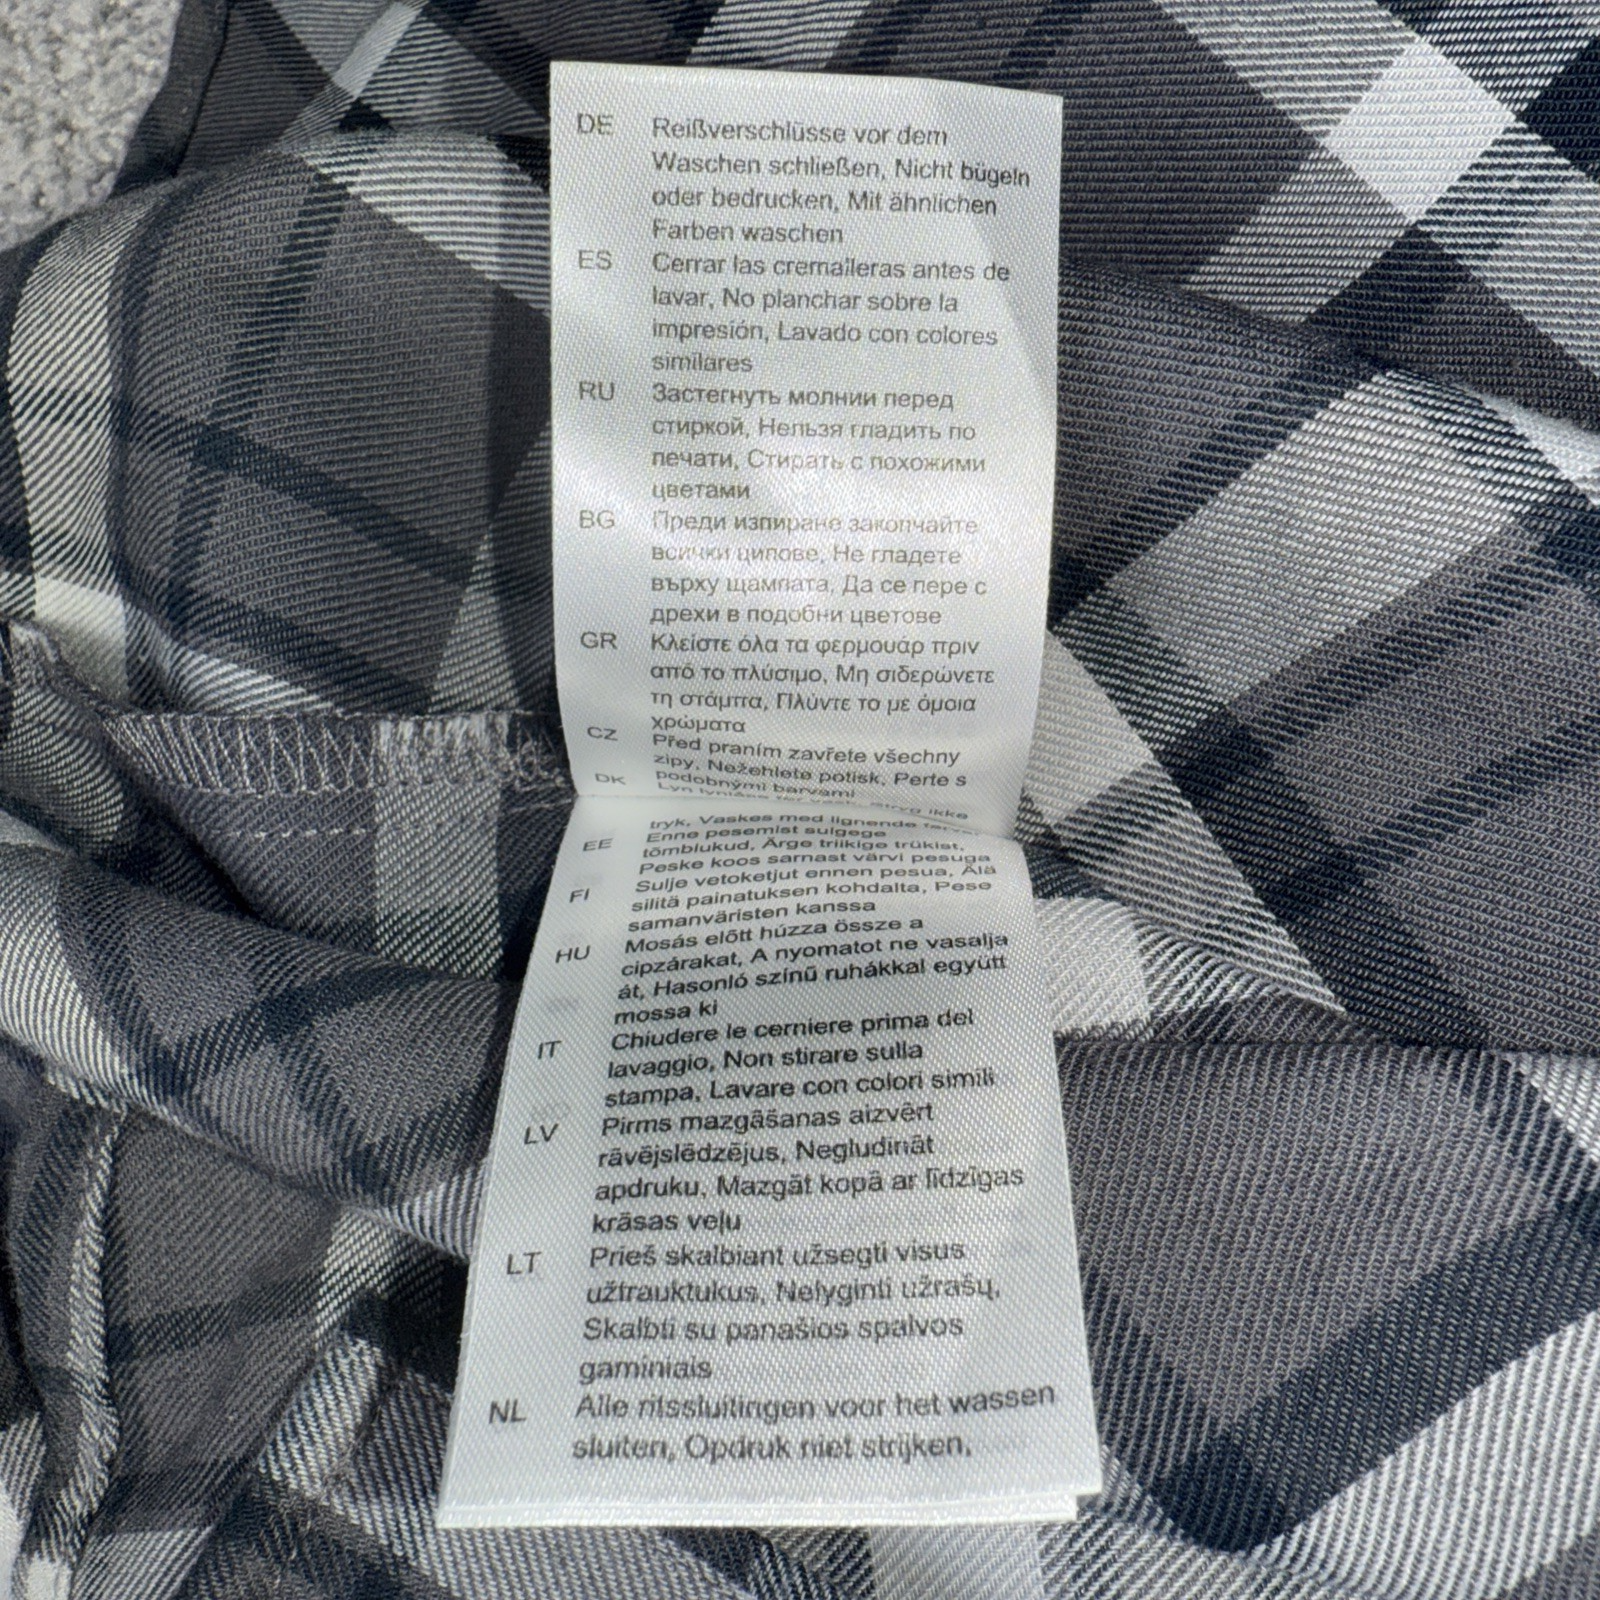 DE Reißverschlüsse vor dem
Waschen schließen, Nicht bügeln
oder bedrucken, Mit ähnlichen
Farben waschen
ES Cerrar las cremalleras antes de
lavar, No planchar sobre la
impresión, Lavado con colores
similares
RU Застегнуть молнии перед
стиркой, Нельзя гладить по
печати, Стирать с похожими
цветами
BG Преди изпиране закопчайте
всички ципове, Не гладете
върху щампата, Да се пере с
дрехи в подобни цветове
GR Κλείστε όλα τα φερμουάρ πριν
από το πλύσιμο, Μη σιδερώνετε
τη στάμπα, Πλύντε το με όμοια
χρώματα
CZ Před praním zavřete všechny
zipy, Nežehlete potisk, Perte s
podobnými barvami
DK Lyn lynlåse før ikke
tryk, Vaskes med lignende
EE Enne pesemist sulgege
tõmblukud, Ärge triikige trükist,
Peske koos sarnast värvi pesuga
FI Sulje vetoketjut ennen pesua, Älä
silitä painatuksen kohdalta, Pese
samanväristen kanssa
HU Mosás előtt húzza össze a
cipzárakat, A nyomatot ne vasalja
át, Hasonló színű ruhákkal együtt
mossa ki
IT Chiudere le cerniere prima del
lavaggio, Non stirare sulla
stampa, Lavare con colori simili
LV Pirms mazgāšanas aizvērt
rāvējslēdzējus, Negludināt
apdruku, Mazgāt kopā ar līdzīgas
krāsas veļu
LT Prieš skalbiant užsegti visus
užtrauktukus, Nelyginti užrašų,
Skalbti su panašios spalvos
gaminiais
NL Alle ritssluitingen voor het wassen
sluiten, Opdruk niet strijken,